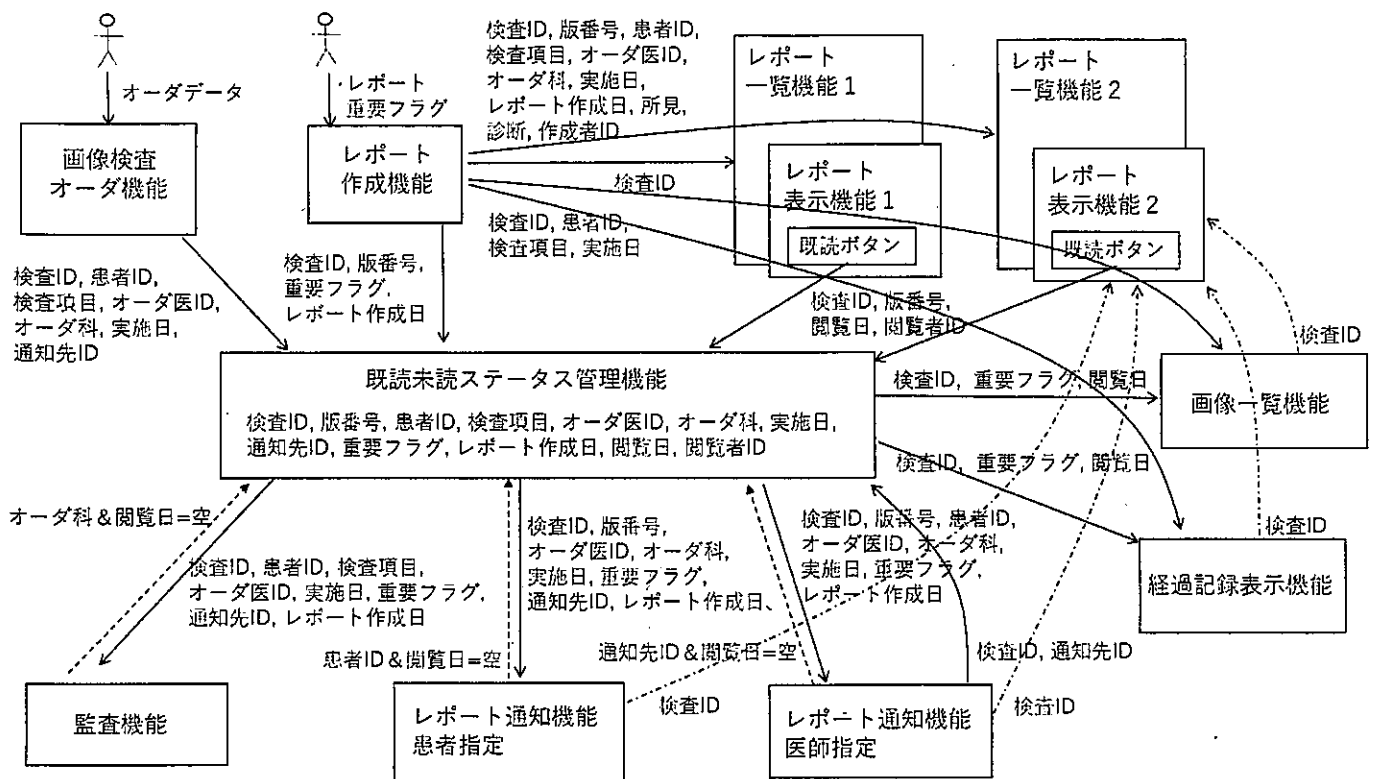 オーダデータ
・レポート
重要フラグ
検査ID, 版番号, 患者ID,
検査項目, オーダ医ID,
オーダ科, 実施日,
レポート作成日, 所見,
診断, 作成者ID
レポート
一覧機能1
レポート
一覧機能2
画像検査
オーダ機能
レポート
作成機能
検査ID
レポート
表示機能1
既読ボタン
レポート
表示機能2
既読ボタン
検査ID, 患者ID,
検査項目, 実施日
検査ID, 患者ID,
検査項目, オーダ医ID,
オーダ科, 実施日,
通知先ID
検査ID, 版番号,
重要フラグ,
レポート作成日
検査ID, 版番号,
閲覧日, 閲覧者ID
検査ID
既読未読ステータス管理機能
検査ID, 版番号, 患者ID, 検査項目, オーダ医ID, オーダ科, 実施日,
通知先ID, 重要フラグ, レポート作成日, 閲覧日, 閲覧者ID
検査ID, 重要フラグ, 閲覧日
画像一覧機能
検査ID, 重要フラグ, 閲覧日
検査ID
経過記録表示機能
オーダ科&閲覧日=空
検査ID, 患者ID, 検査項目,
オーダ医ID, 実施日, 重要フラグ,
通知先ID, レポート作成日
検査ID, 版番号,
オーダ医ID, オーダ科,
実施日, 重要フラグ,
通知先ID, レポート作成日、
検査ID, 版番号, 患者ID,
オーダ医ID, オーダ科,
実施日, 重要フラグ,
レポート作成日
患者ID&閲覧日=空
通知先ID&閲覧日=空
検査ID, 通知先ID
監査機能
レポート通知機能
患者指定
検査ID
レポート通知機能
医師指定
検査ID